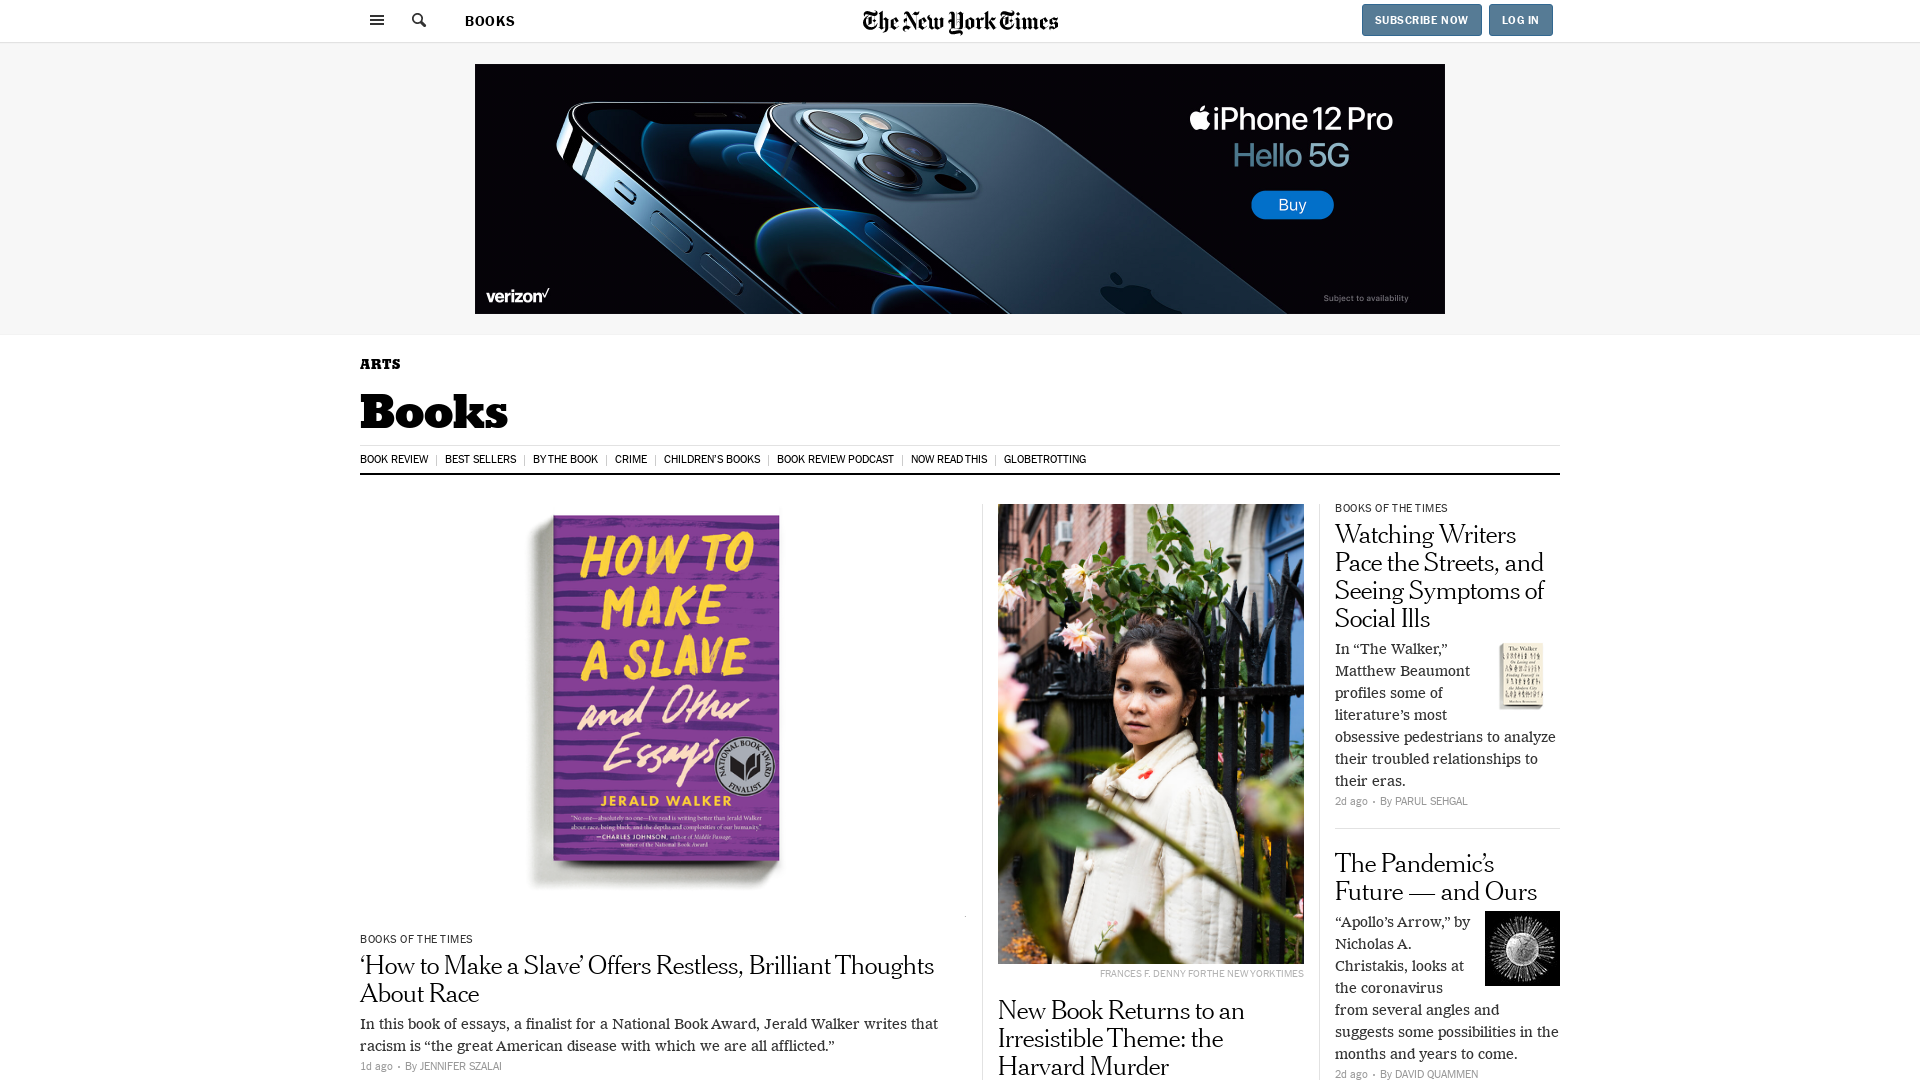 BOOKS
The New York Times
SUBSCRIBE NOW
LOG IN
iPhone 12 Pro
Hello 5G
Buy
verizon✓
Subject to availability
ARTS
Books
BOOK REVIEW
BEST SELLERS
BY THE BOOK
CRIME
CHILDREN'S BOOKS
BOOK REVIEW PODCAST
NOW READ THIS
GLOBETROTTING
HOW TO
MAKE
A SLAVE
and Other
Essays
NATIONAL BOOK AWARD
FINALIST
JERALD WALKER
"No one—absolutely no one—I've read is writing better than Jerald Walker
about race, being black, and the depths and complexities of our humanity."
—CHARLES JOHNSON, author of Middle Passage,
winner of the National Book Award
BOOKS OF THE TIMES
‘How to Make a Slave’ Offers Restless, Brilliant Thoughts
About Race
In this book of essays, a finalist for a National Book Award, Jerald Walker writes that
racism is “the great American disease with which we are all afflicted.”
1d ago • By JENNIFER SZALAI
FRANCES F. DENNY FOR THE NEW YORK TIMES
New Book Returns to an
Irresistible Theme: the
Harvard Murder
BOOKS OF THE TIMES
Watching Writers
Pace the Streets, and
Seeing Symptoms of
Social Ills
In “The Walker,”
Matthew Beaumont
profiles some of
literature’s most
obsessive pedestrians to analyze
their troubled relationships to
their eras.
The Walker
2d ago • By PARUL SEHGAL
The Pandemic’s
Future — and Ours
“Apollo’s Arrow,” by
Nicholas A.
Christakis, looks at
the coronavirus
from several angles and
suggests some possibilities in the
months and years to come.
2d ago • By DAVID QUAMMEN